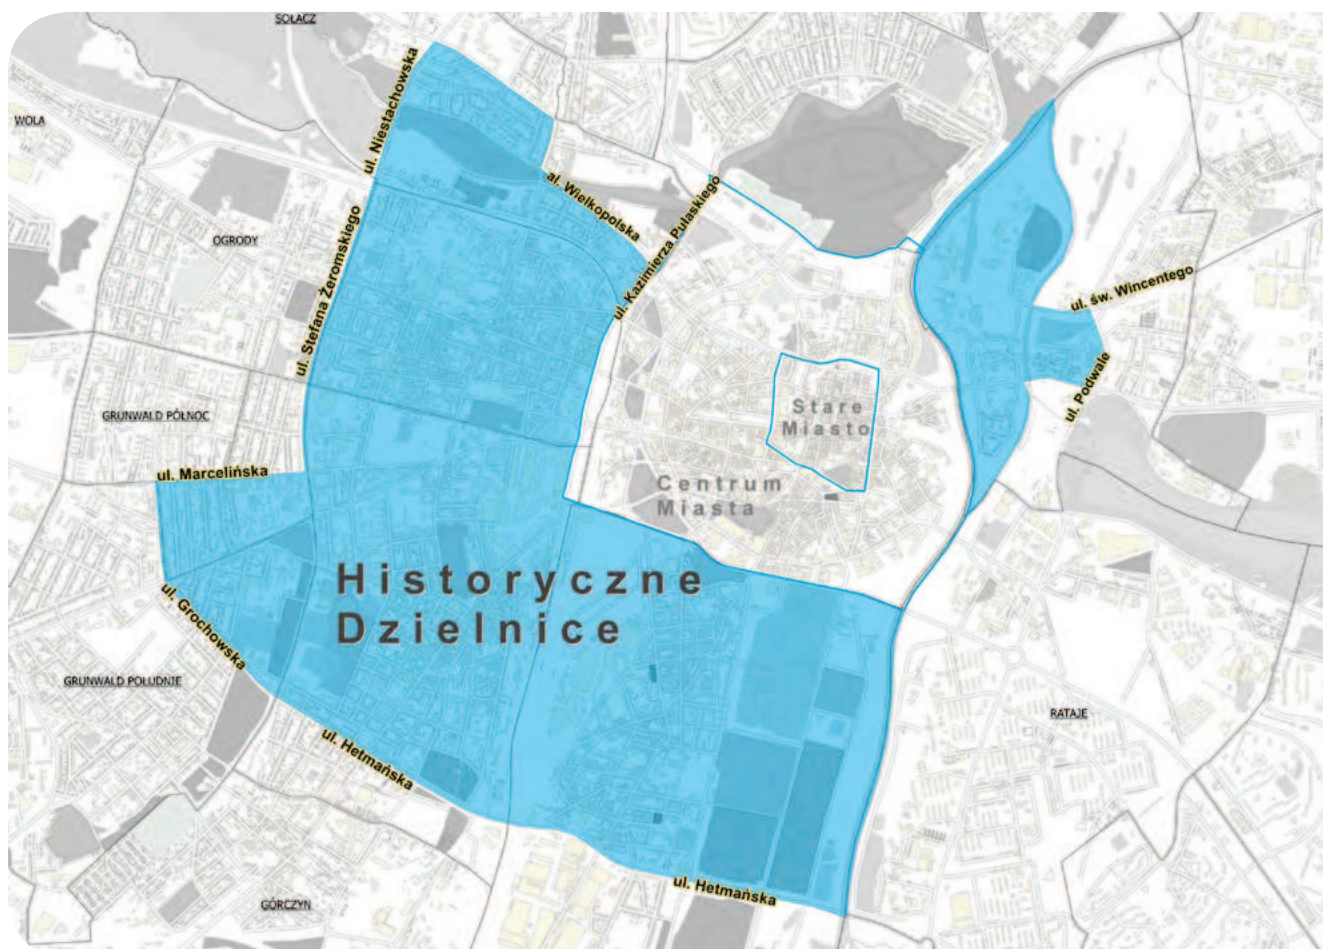 SOŁACZ
ul. Niestachowska
WOLA
al. Wielkopolska
ul. Kazimierza Pułaskiego
OGRODY
ul. Stefana Żeromskiego
ul. św. Wincentego
ul. Podwale
GRUNWALD PÓŁNOC
Stare
Miasto
ul. Marcelińska
Centrum
Miasta
Historyczne
Dzielnice
ul. Grochowska
GRUNWALD POŁUDNIE
RATAJE
ul. Hetmańska
ul. Hetmańska
GÓRCZYN